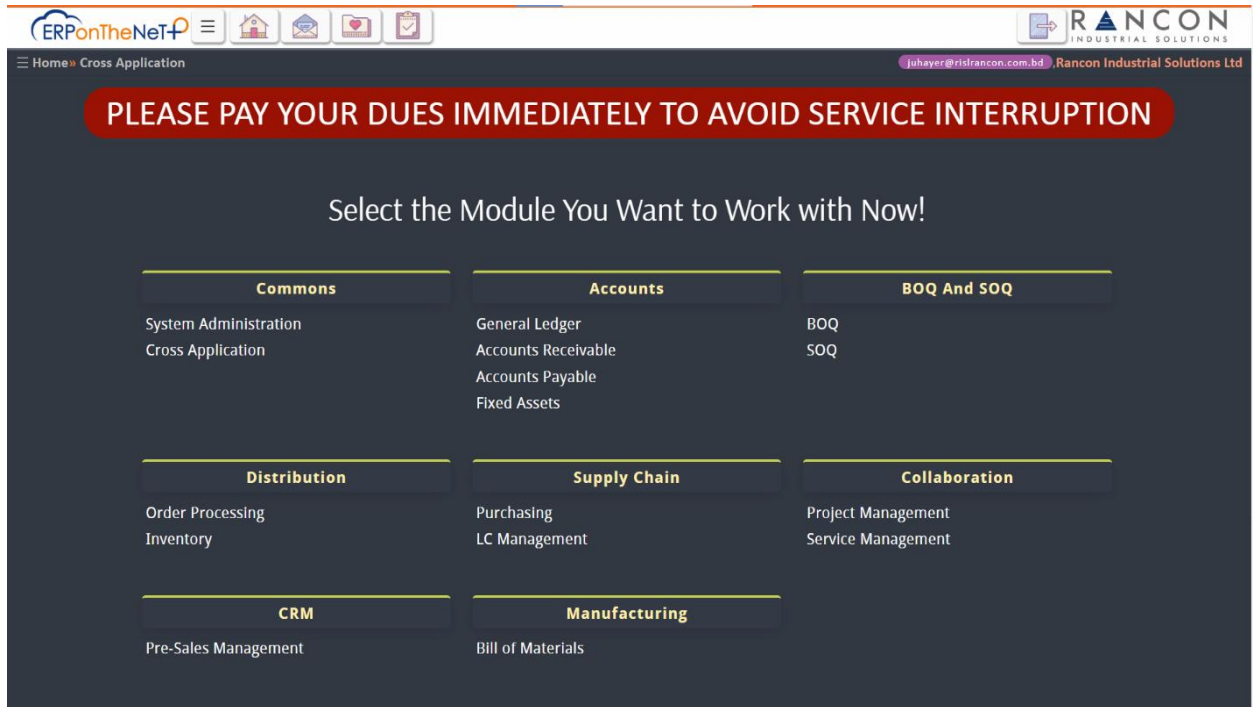 ERPonTheNeT
RANCON
INDUSTRIAL SOLUTIONS
Home» Cross Application
juhayer@rislrancon.com.bd ,Rancon Industrial Solutions Ltd
PLEASE PAY YOUR DUES IMMEDIATELY TO AVOID SERVICE INTERRUPTION
Select the Module You Want to Work with Now!
Commons
System Administration
Cross Application
Accounts
General Ledger
Accounts Receivable
Accounts Payable
Fixed Assets
BOQ And SOQ
BOQ
SOQ
Distribution
Order Processing
Inventory
Supply Chain
Purchasing
LC Management
Collaboration
Project Management
Service Management
CRM
Pre-Sales Management
Manufacturing
Bill of Materials